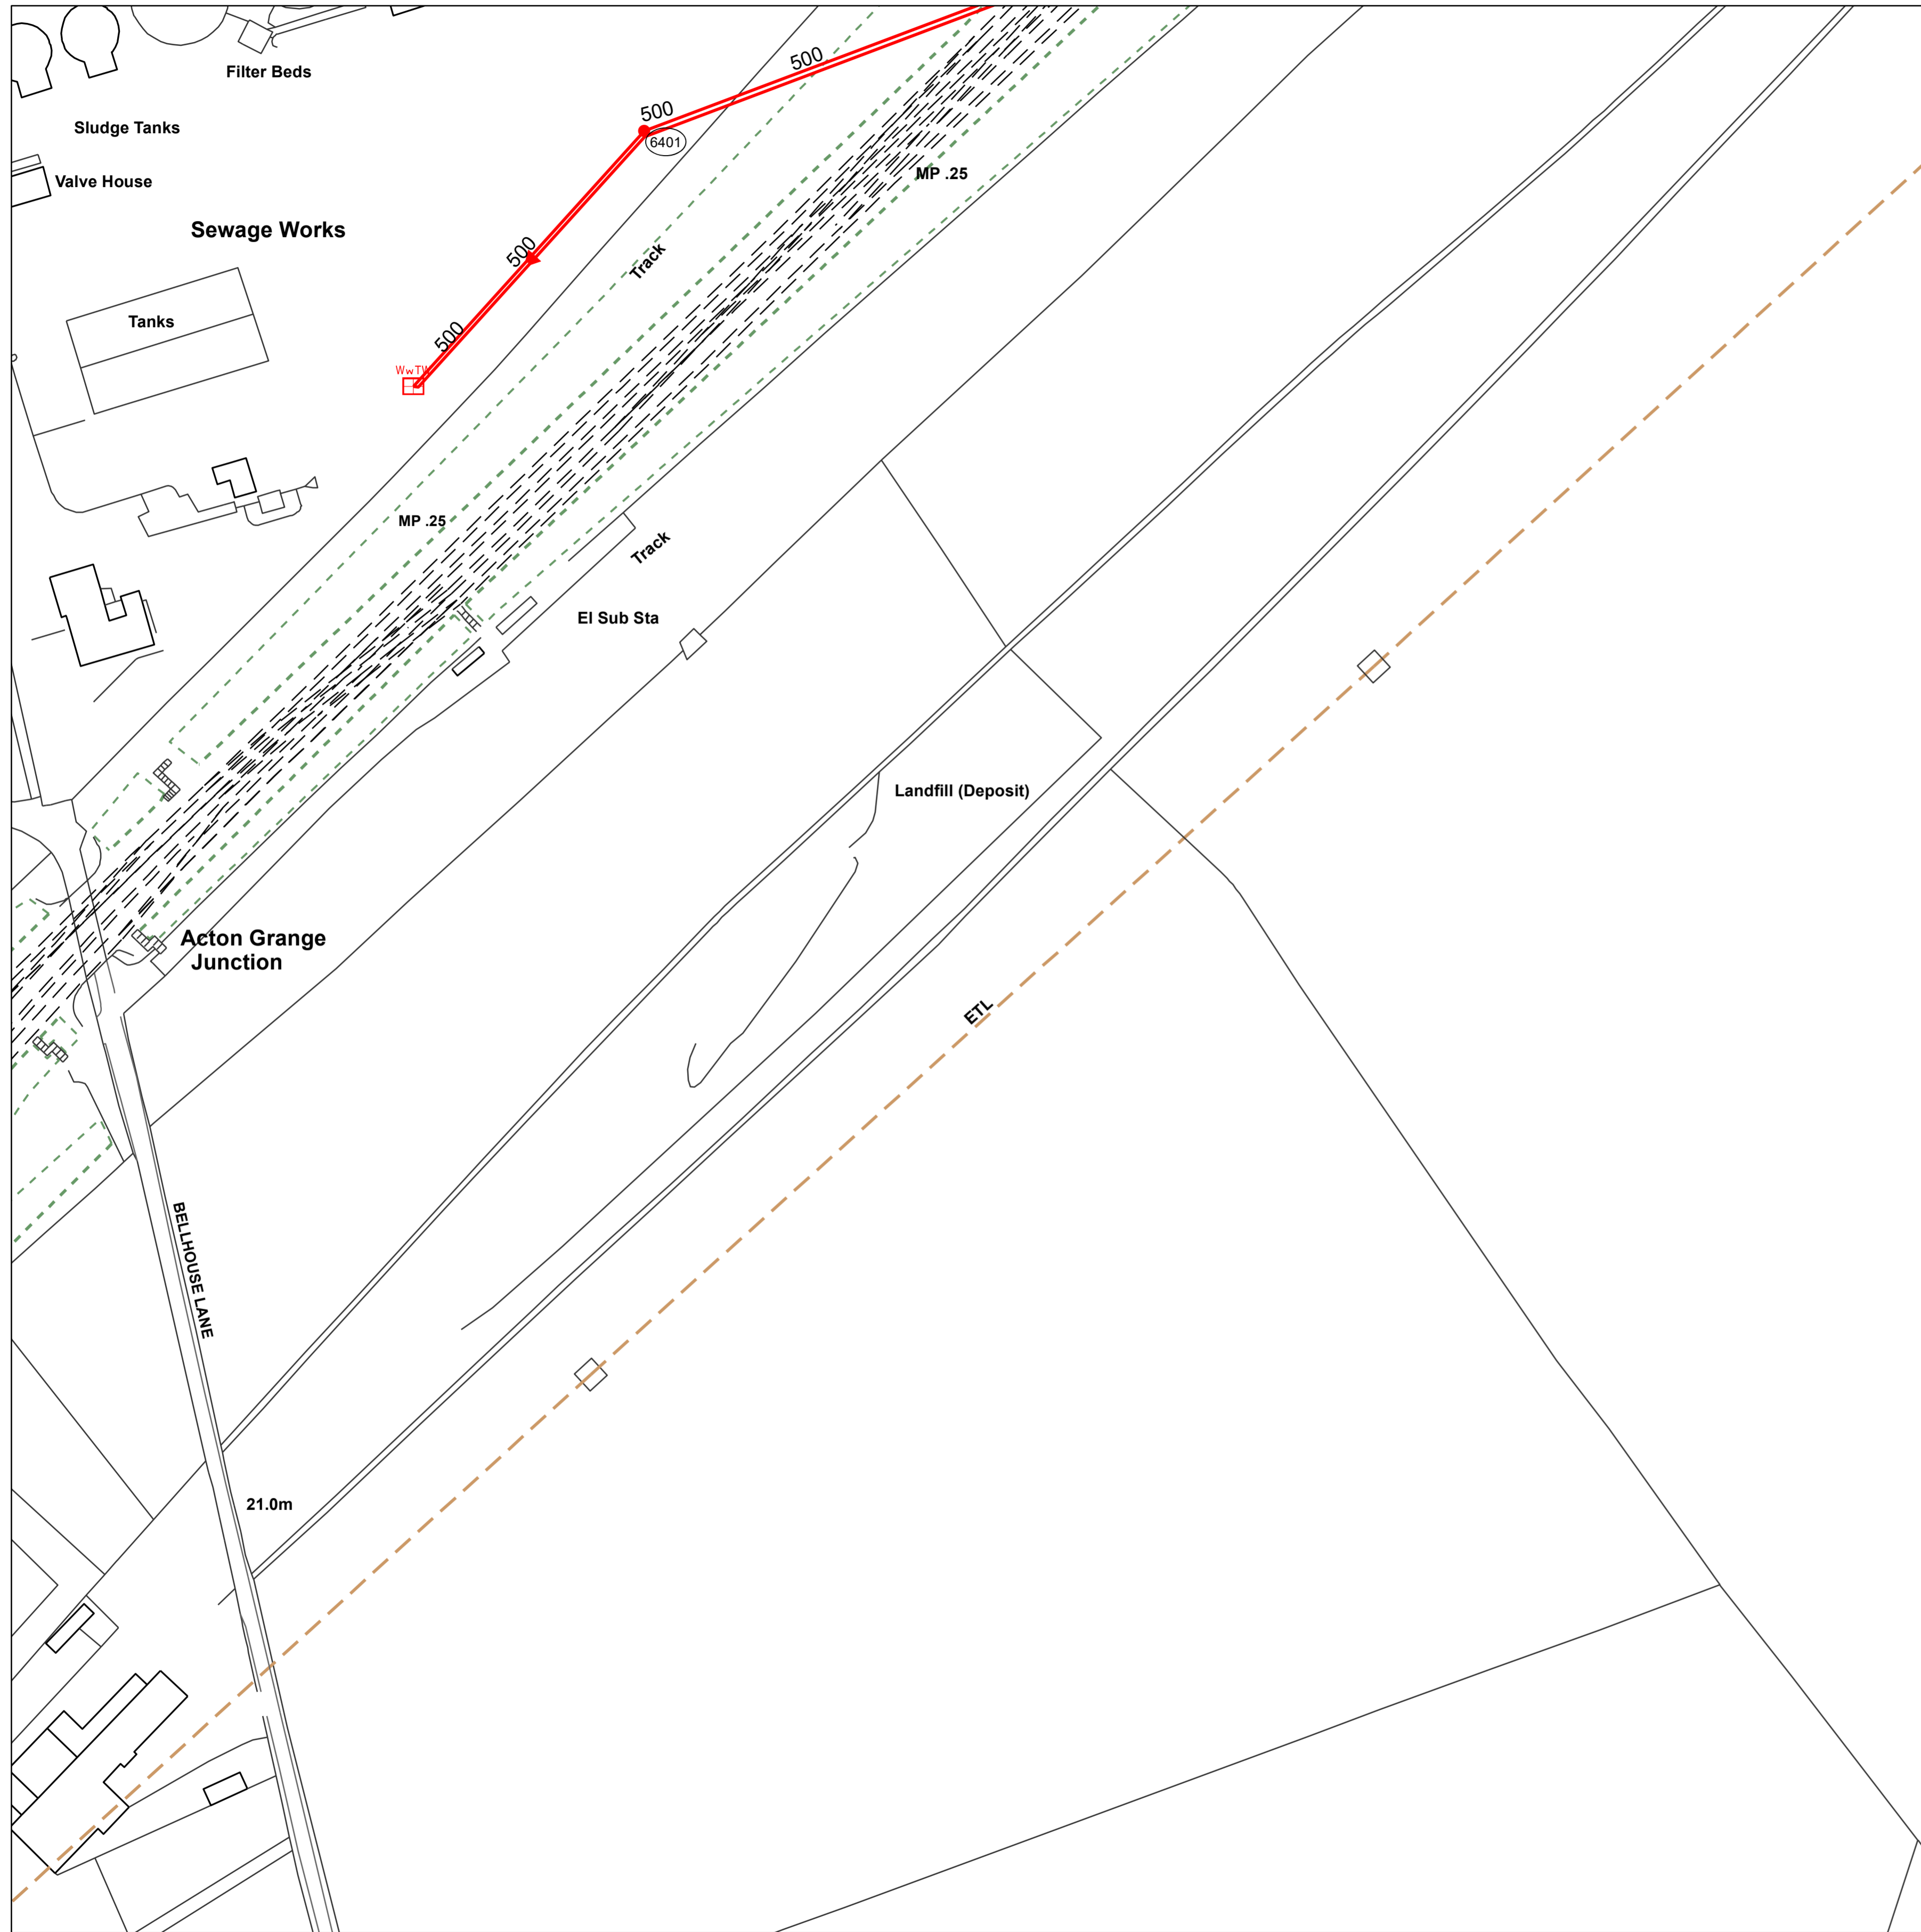 500
Filter Beds
500
Sludge Tanks
6401
MP .25
Valve House
Sewage Works
500
Track
Tanks
500
WwTW
MP .25
Track
El Sub Sta
Landfill (Deposit)
Acton Grange
Junction
ETL
BELLHOUSE LANE
21.0m